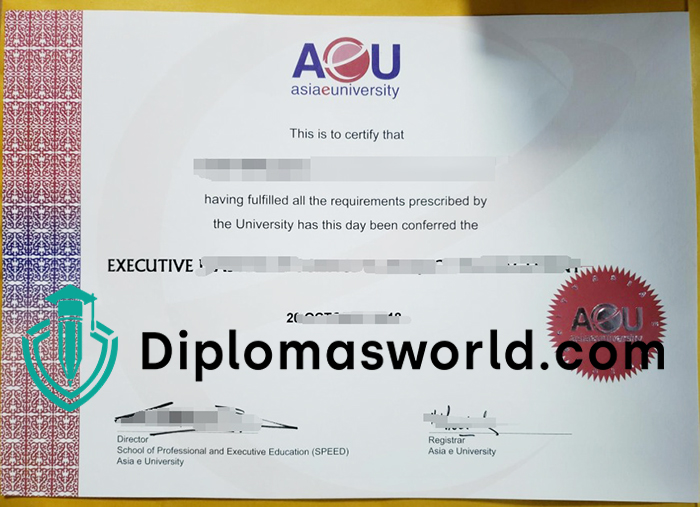 AeU
asiaeuniversity
This is to certify that
having fulfilled all the requirements prescribed by
the University has this day been conferred the
EXECUTIVE
AeU
Diplomasworld.com
Director
School of Professional and Executive Education (SPEED)
Asia e University
Registrar
Asia e University